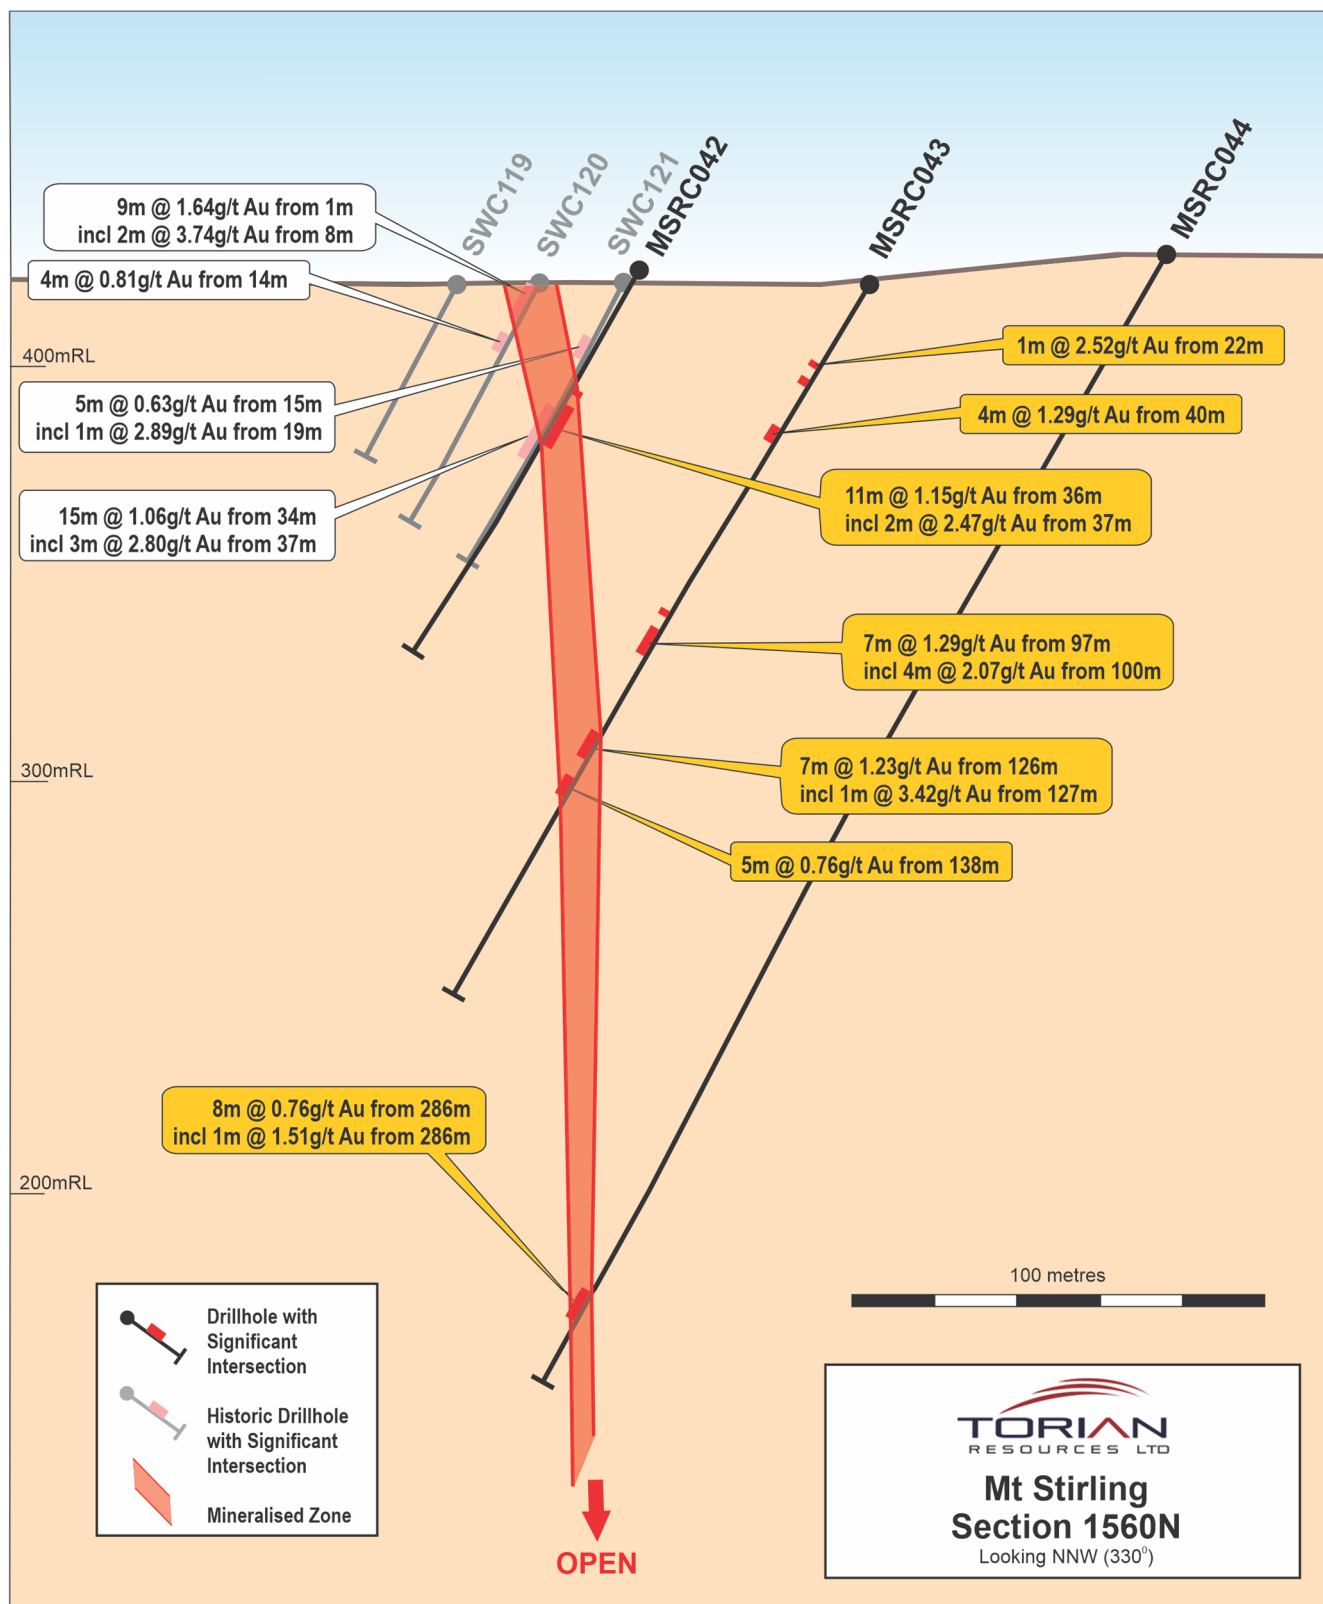 SWC119
SWC120
SWC121
MSRC042
MSRC043
MSRC044
9m @ 1.64g/t Au from 1m
incl 2m @ 3.74g/t Au from 8m
4m @ 0.81g/t Au from 14m
400mRL
5m @ 0.63g/t Au from 15m
incl 1m @ 2.89g/t Au from 19m
15m @ 1.06g/t Au from 34m
incl 3m @ 2.80g/t Au from 37m
1m @ 2.52g/t Au from 22m
4m @ 1.29g/t Au from 40m
11m @ 1.15g/t Au from 36m
incl 2m @ 2.47g/t Au from 37m
7m @ 1.29g/t Au from 97m
incl 4m @ 2.07g/t Au from 100m
300mRL
7m @ 1.23g/t Au from 126m
incl 1m @ 3.42g/t Au from 127m
5m @ 0.76g/t Au from 138m
8m @ 0.76g/t Au from 286m
incl 1m @ 1.51g/t Au from 286m
200mRL
100 metres
Drillhole with
Significant
Intersection
Historic Drillhole
with Significant
Intersection
Mineralised Zone
OPEN
TORIAN
RESOURCES LTD
Mt Stirling
Section 1560N
Looking NNW (330⁰)